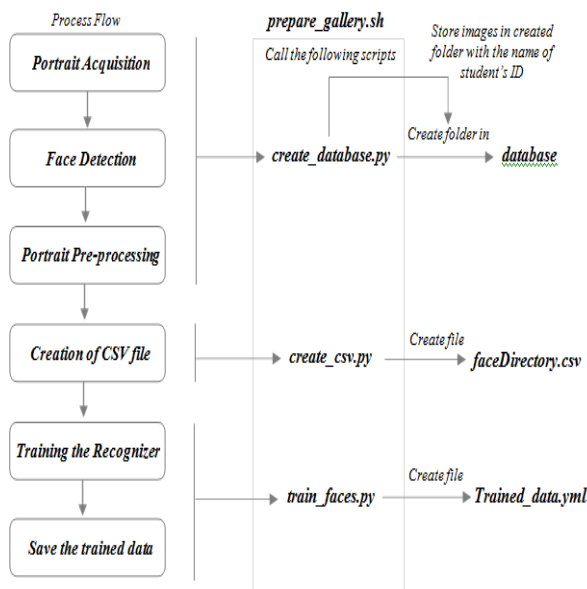 Process Flow
prepare_gallery.sh
Store images in created
folder with the name of
student's ID
Call the following scripts
Portrait Acquisition
Face Detection
create_database.py
Create folder in
database
Portrait Pre-processing
Creation of CSV file
create_csv.py
Create file
faceDirectory.csv
Training the Recognizer
train_faces.py
Create file
Trained_data.yml
Save the trained data